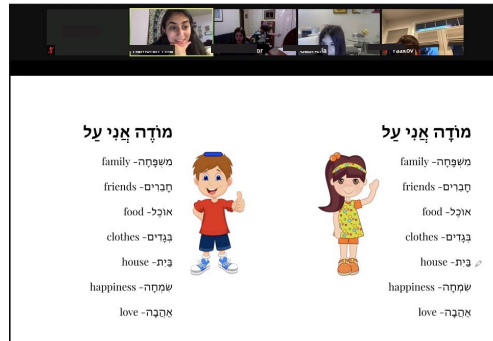 מוֹדָה אֲנִי עַל
מִשְׁפָּחָה- family
חֲבֵרִים- friends
אוֹכֶל- food
בְּגָדִים- clothes
בַּיִת- house
שִׂמְחָה- happiness
אַהֲבָה- love
מוֹדֶה אֲנִי עַל
מִשְׁפָּחָה- family
חֲבֵרִים- friends
אוֹכֶל- food
בְּגָדִים- clothes
בַּיִת- house
שִׂמְחָה- happiness
אַהֲבָה- love